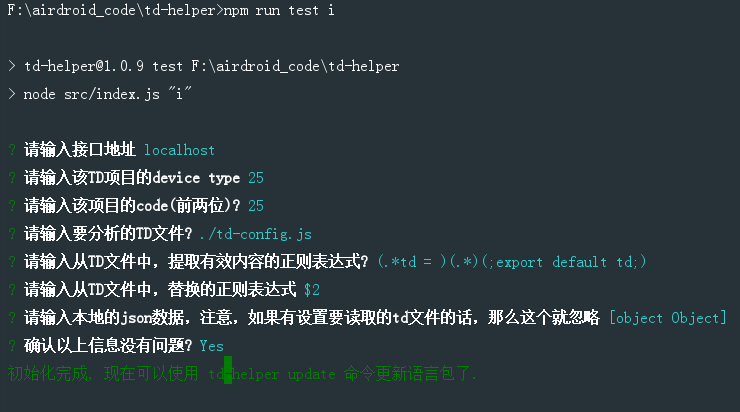 F:\airdroid_code\td-helper>npm run test i
> td-helper@1.0.9 test F:\airdroid_code\td-helper
> node src/index.js "i"
? 请输入接口地址 localhost
? 请输入该TD项目的device type 25
? 请输入该项目的code(前两位)? 25
? 请输入要分析的TD文件? ./td-config.js
? 请输入从TD文件中，提取有效内容的正则表达式? (.*td = )(.*)(;export default td;)
? 请输入从TD文件中，替换的正则表达式 $2
? 请输入本地的json数据，注意，如果有设置要读取的td文件的话，那么这个就忽略 [object Object]
? 确认以上信息没有问题? Yes
初始化完成, 现在可以使用 td-helper update 命令更新语言包了.